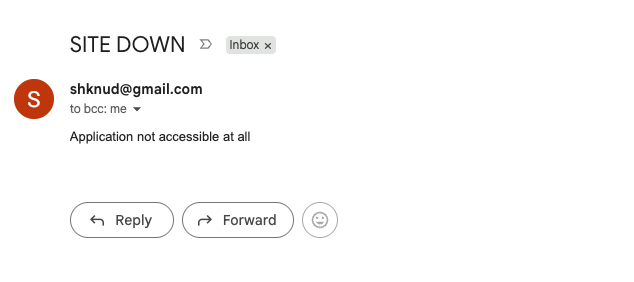 SITE DOWN Inbox ×
S
shknud@gmail.com
to bcc: me
Application not accessible at all
Reply Forward